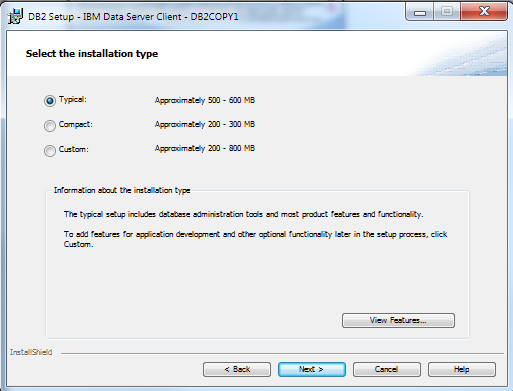 DB2 Setup - IBM Data Server Client - DB2COPY1
Select the installation type
Typical: Approximately 500 - 600 MB
Compact: Approximately 200 - 300 MB
Custom: Approximately 200 - 800 MB
Information about the installation type
The typical setup includes database administration tools and most product features and functionality.
To add features for application development and other optional functionality later in the setup process, click
Custom.
View Features...
InstallShield
< Back Next > Cancel Help